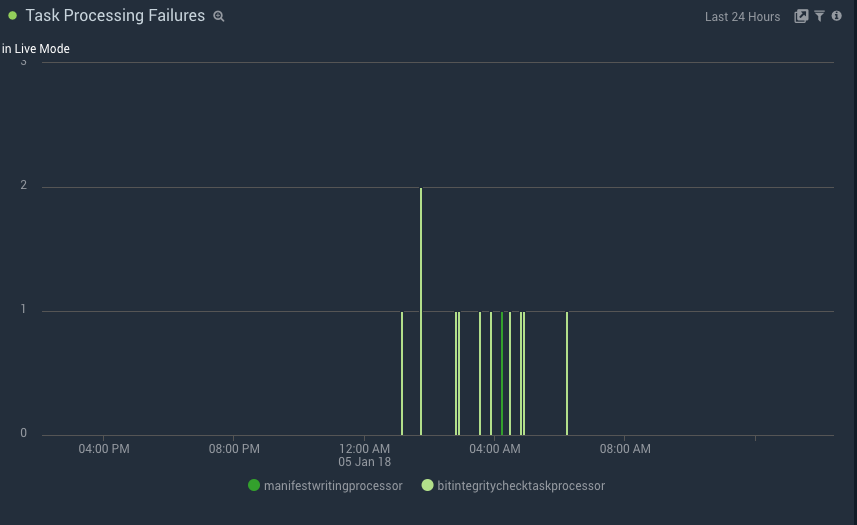 Task Processing Failures
Last 24 Hours
in Live Mode
3
2
1
0
04:00 PM
08:00 PM
12:00 AM
05 Jan 18
04:00 AM
08:00 AM
manifestwritingprocessor
bitintegritychecktaskprocessor